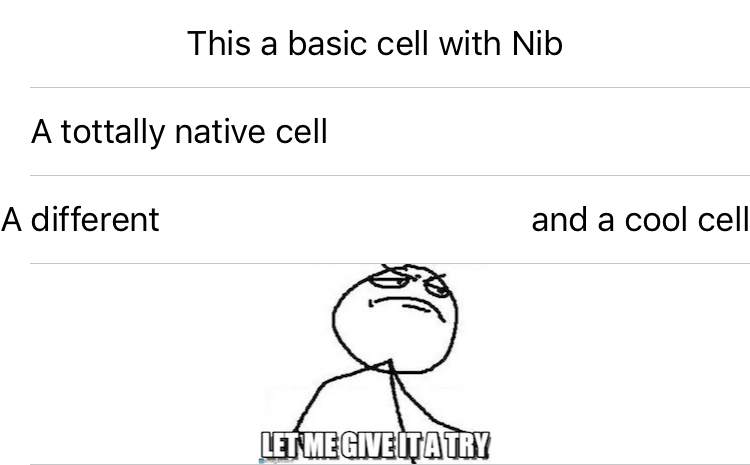 This a basic cell with Nib
A tottally native cell
A different and a cool cell
LET ME GIVE IT A TRY